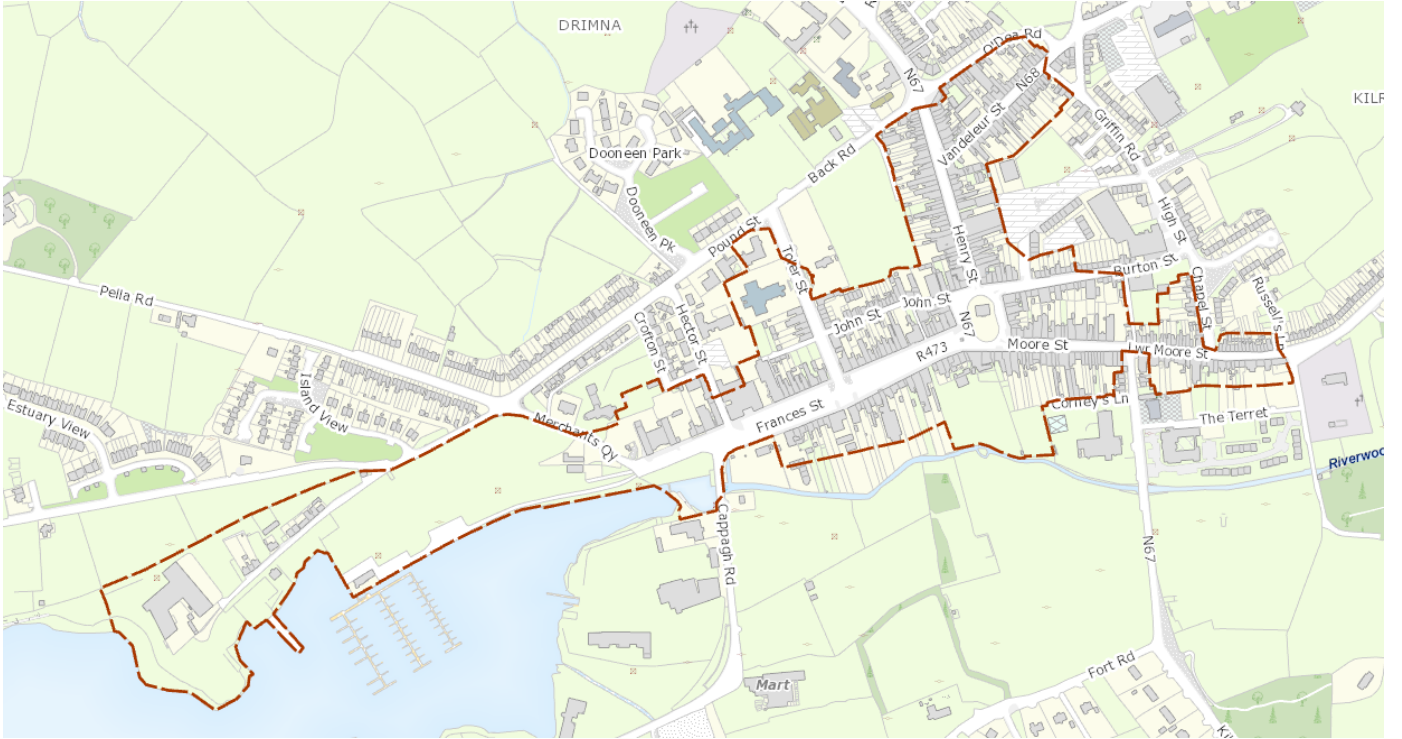 DRIMNA
O'Dea Rd
N67
N68
KILR
Vandeleur St
Griffin Rd
Dooneen Park
Back Rd
Dooneen Pk
High St
Pound St
Toler St
Henry St
Burton St
Chapel St
Russell's Ln
Pella Rd
John St
John St
Hector St
Crofton St
N67
R473
Moore St
Lwr Moore St
Island View
Estuary View
Merchants Qy
Frances St
The Terret
Riverwoo
Cappagh Rd
N67
Fort Rd
Mart